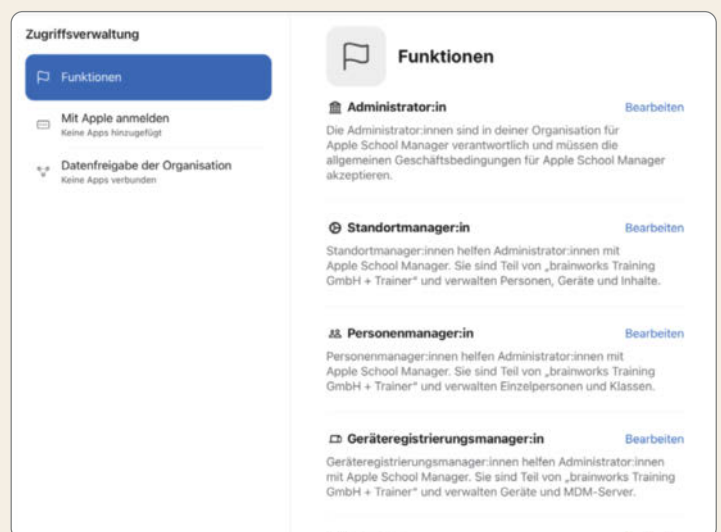 Zugriffsverwaltung
Funktionen
Mit Apple anmelden
Keine Apps hinzugefügt
Datenfreigabe der Organisation
Keine Apps verbunden
Funktionen
Administrator:in Bearbeiten
Die Administrator:innen sind in deiner Organisation für
Apple School Manager verantwortlich und müssen die
allgemeinen Geschäftsbedingungen für Apple School Manager
akzeptieren.
Standortmanager:in Bearbeiten
Standortmanager:innen helfen Administrator:innen mit
Apple School Manager. Sie sind Teil von „brainworks Training
GmbH + Trainer“ und verwalten Personen, Geräte und Inhalte.
Personenmanager:in Bearbeiten
Personenmanager:innen helfen Administrator:innen mit
Apple School Manager. Sie sind Teil von „brainworks Training
GmbH + Trainer“ und verwalten Einzelpersonen und Klassen.
Geräteregistrierungsmanager:in Bearbeiten
Geräteregistrierungsmanager:innen helfen Administrator:innen
mit Apple School Manager. Sie sind Teil von „brainworks Training
GmbH + Trainer“ und verwalten Geräte und MDM-Server.